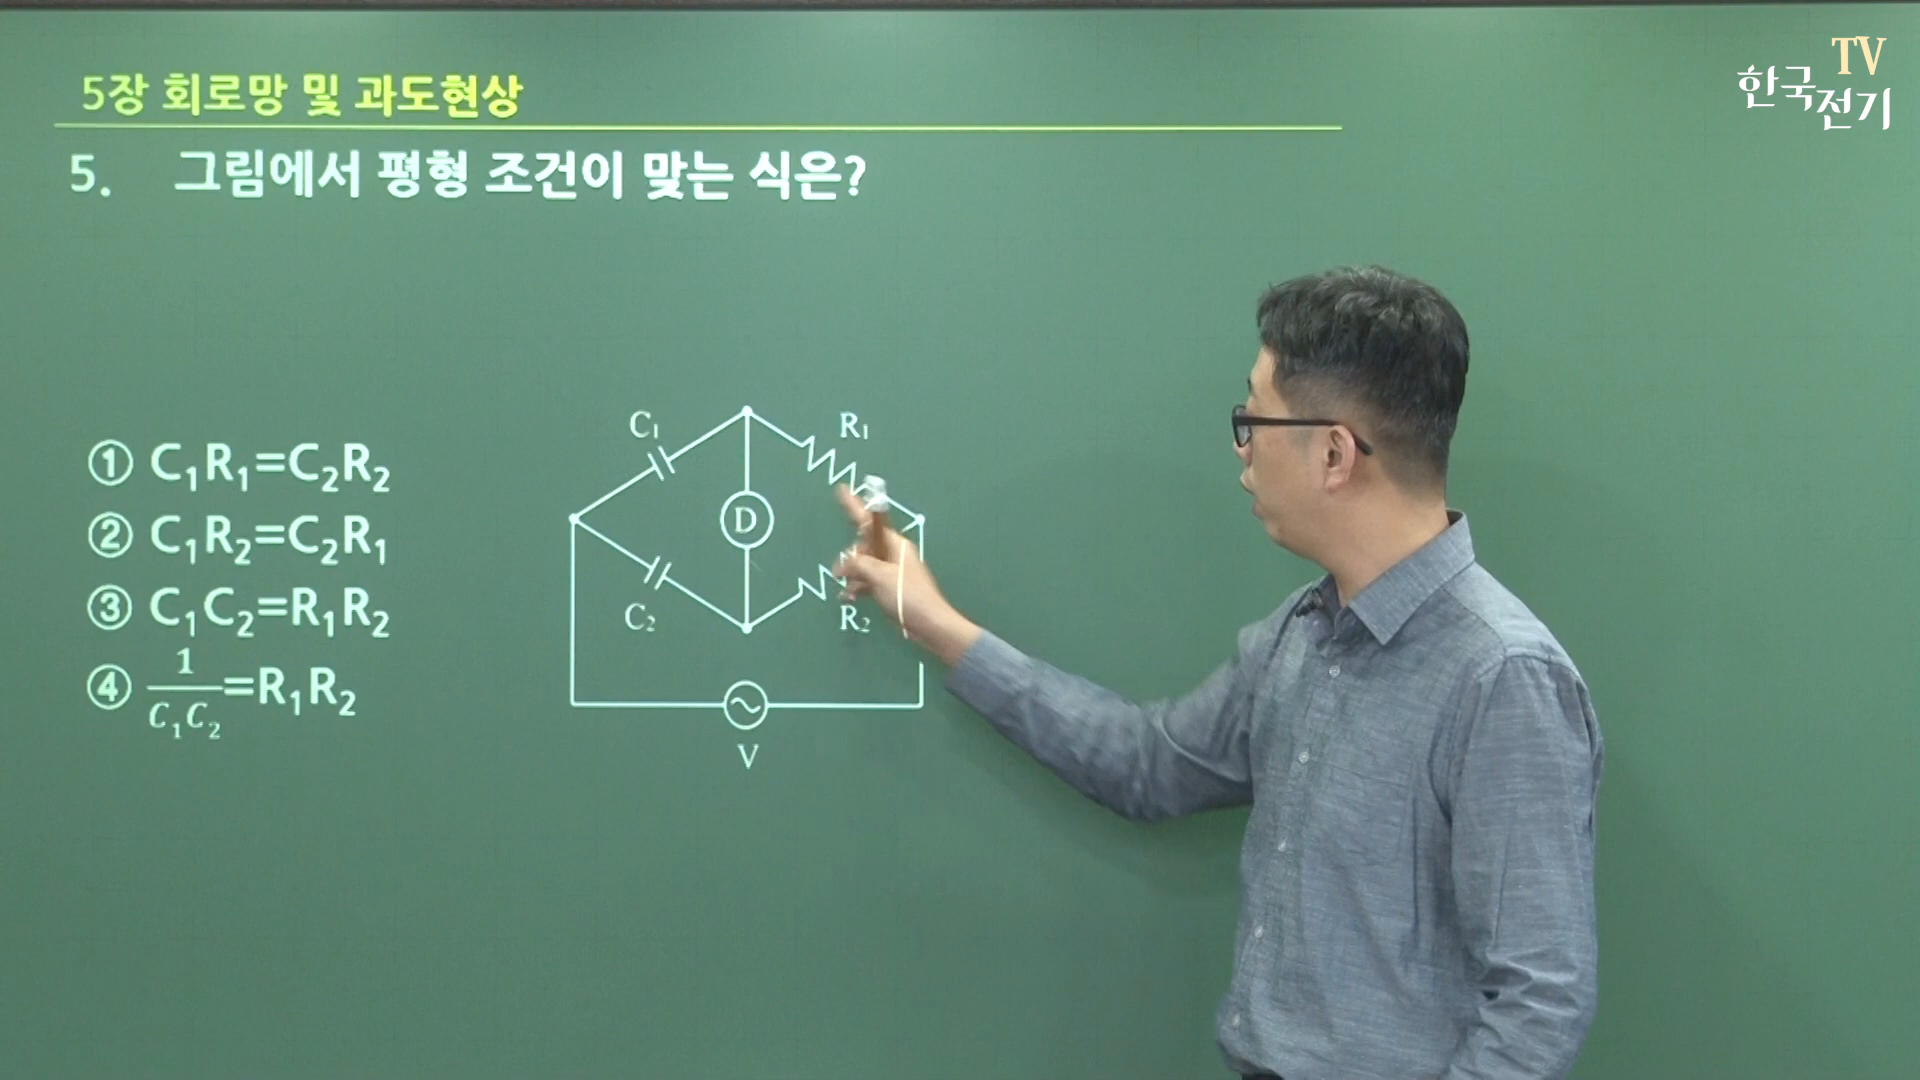 TV
한국전기
5장 회로망 및 과도현상
5. 그림에서 평형 조건이 맞는 식은?
① C₁R₁=C₂R₂
② C₁R₂=C₂R₁
③ C₁C₂=R₁R₂
④ 1/C₁C₂=R₁R₂
C₁ R₁
D
C₂ R₂
V